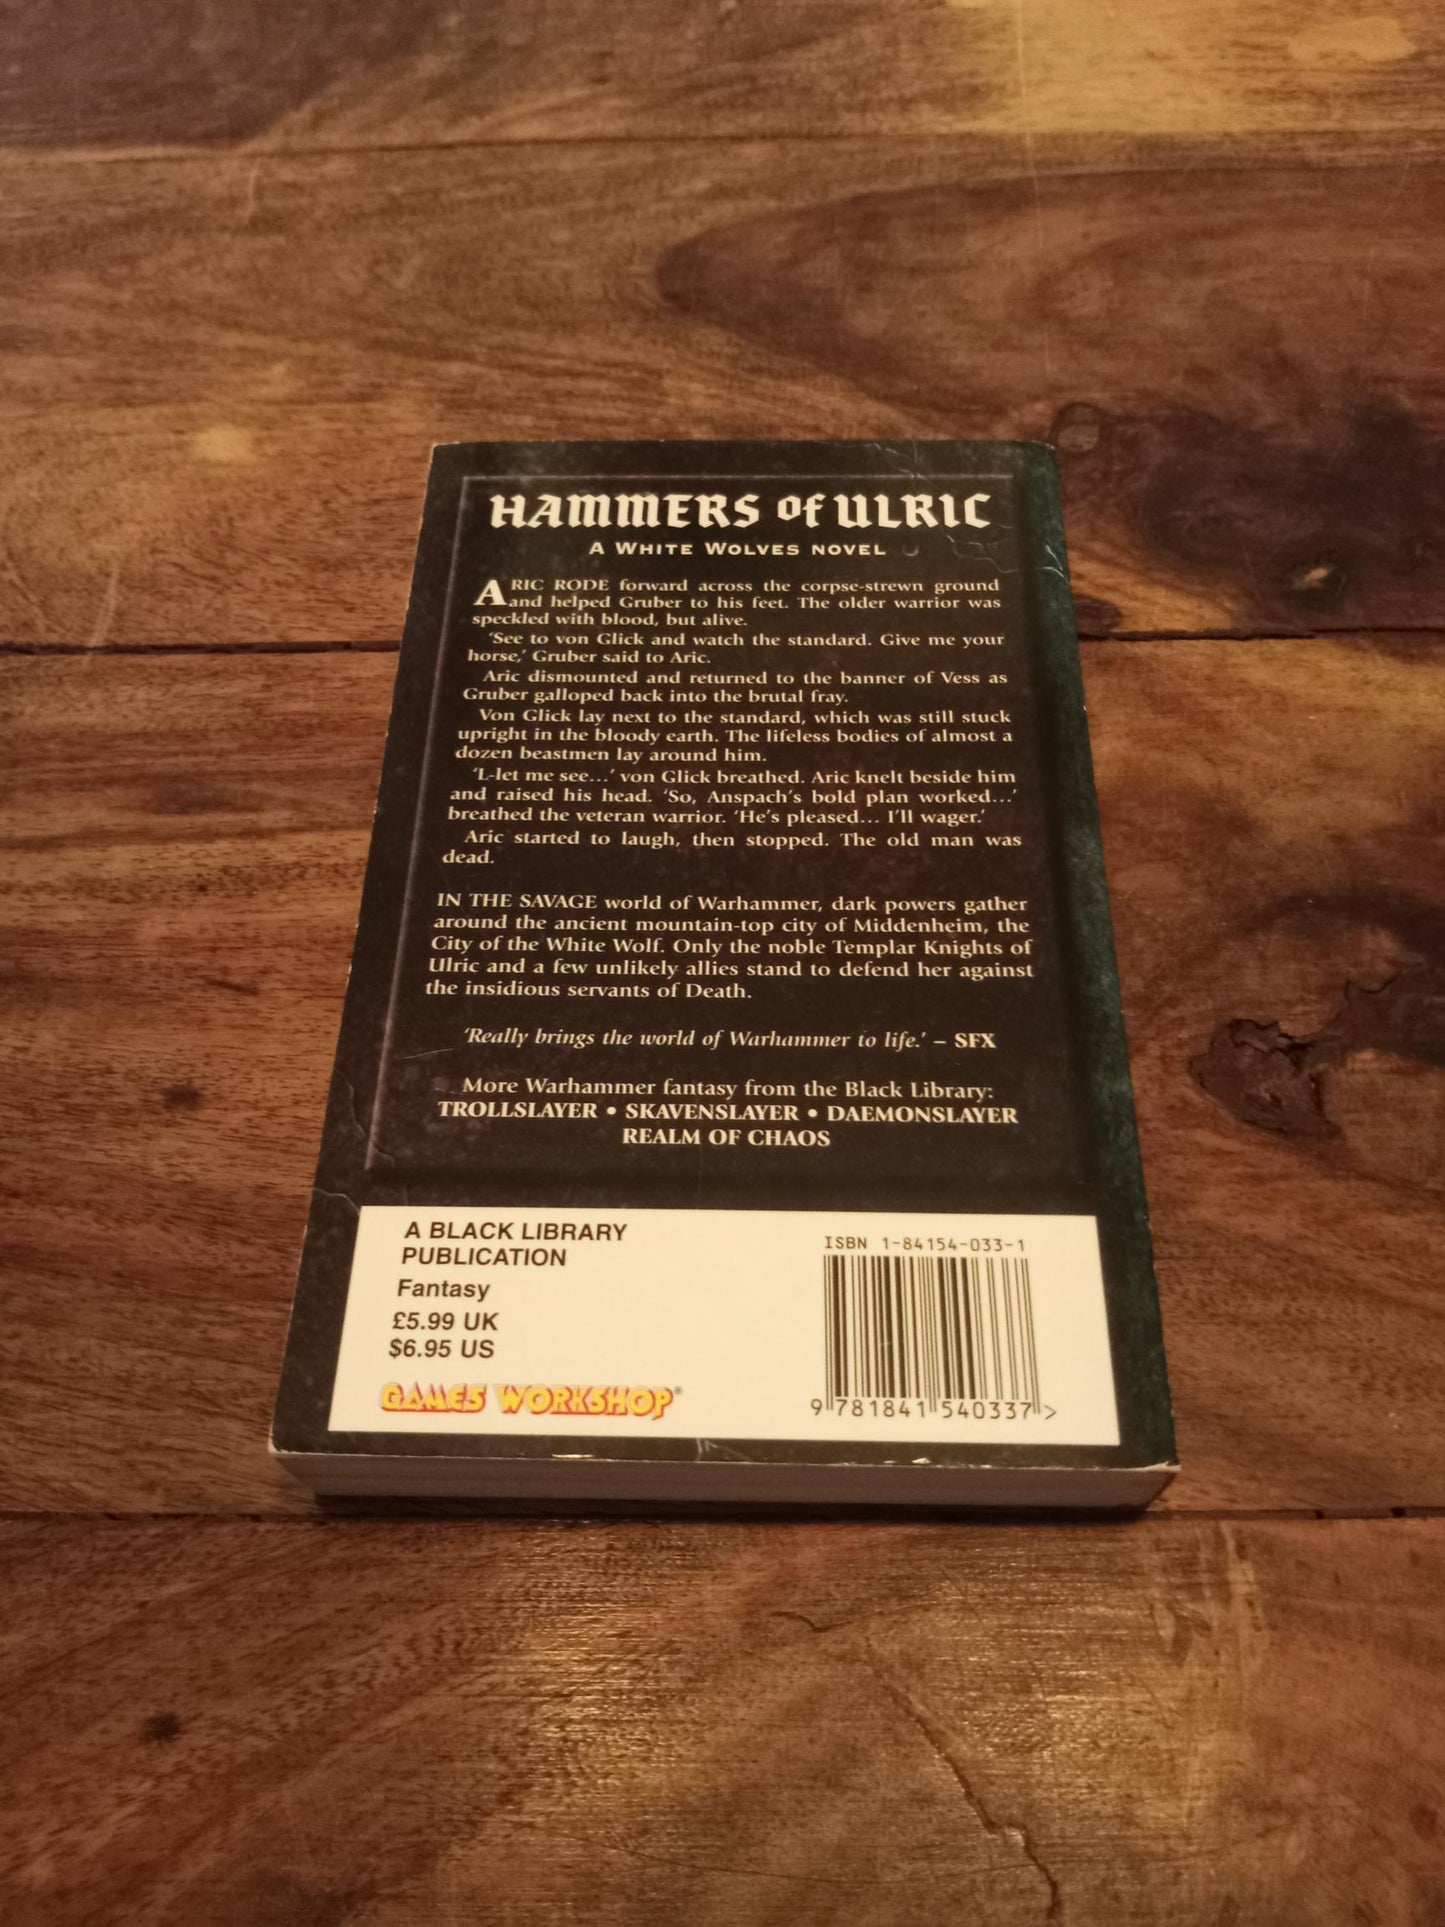 HAMMERS of ULRIC
A WHITE WOLVES NOVEL
ARIC RODE forward across the corpse-strewn ground
and helped Gruber to his feet. The older warrior was
speckled with blood, but alive.
'See to von Glick and watch the standard. Give me your
horse,' Gruber said to Aric.
Aric dismounted and returned to the banner of Vess as
Gruber galloped back into the brutal fray.
Von Glick lay next to the standard, which was still stuck
upright in the bloody earth. The lifeless bodies of almost a
dozen beastmen lay around him.
'L-let me see...' von Glick breathed. Aric knelt beside him
and raised his head. 'So, Anspach's bold plan worked...'
breathed the veteran warrior. 'He's pleased... I'll wager.'
Aric started to laugh, then stopped. The old man was
dead.
IN THE SAVAGE world of Warhammer, dark powers gather
around the ancient mountain-top city of Middenheim, the
City of the White Wolf. Only the noble Templar Knights of
Ulric and a few unlikely allies stand to defend her against
the insidious servants of Death.
'Really brings the world of Warhammer to life.' – SFX
More Warhammer fantasy from the Black Library:
TROLLSLAYER • SKAVENSLAYER • DAEMONSLAYER
REALM OF CHAOS
A BLACK LIBRARY
PUBLICATION
Fantasy
£5.99 UK
$6.95 US
GAMES WORKSHOP®
ISBN 1-84154-033-1
9 781841 540337 >